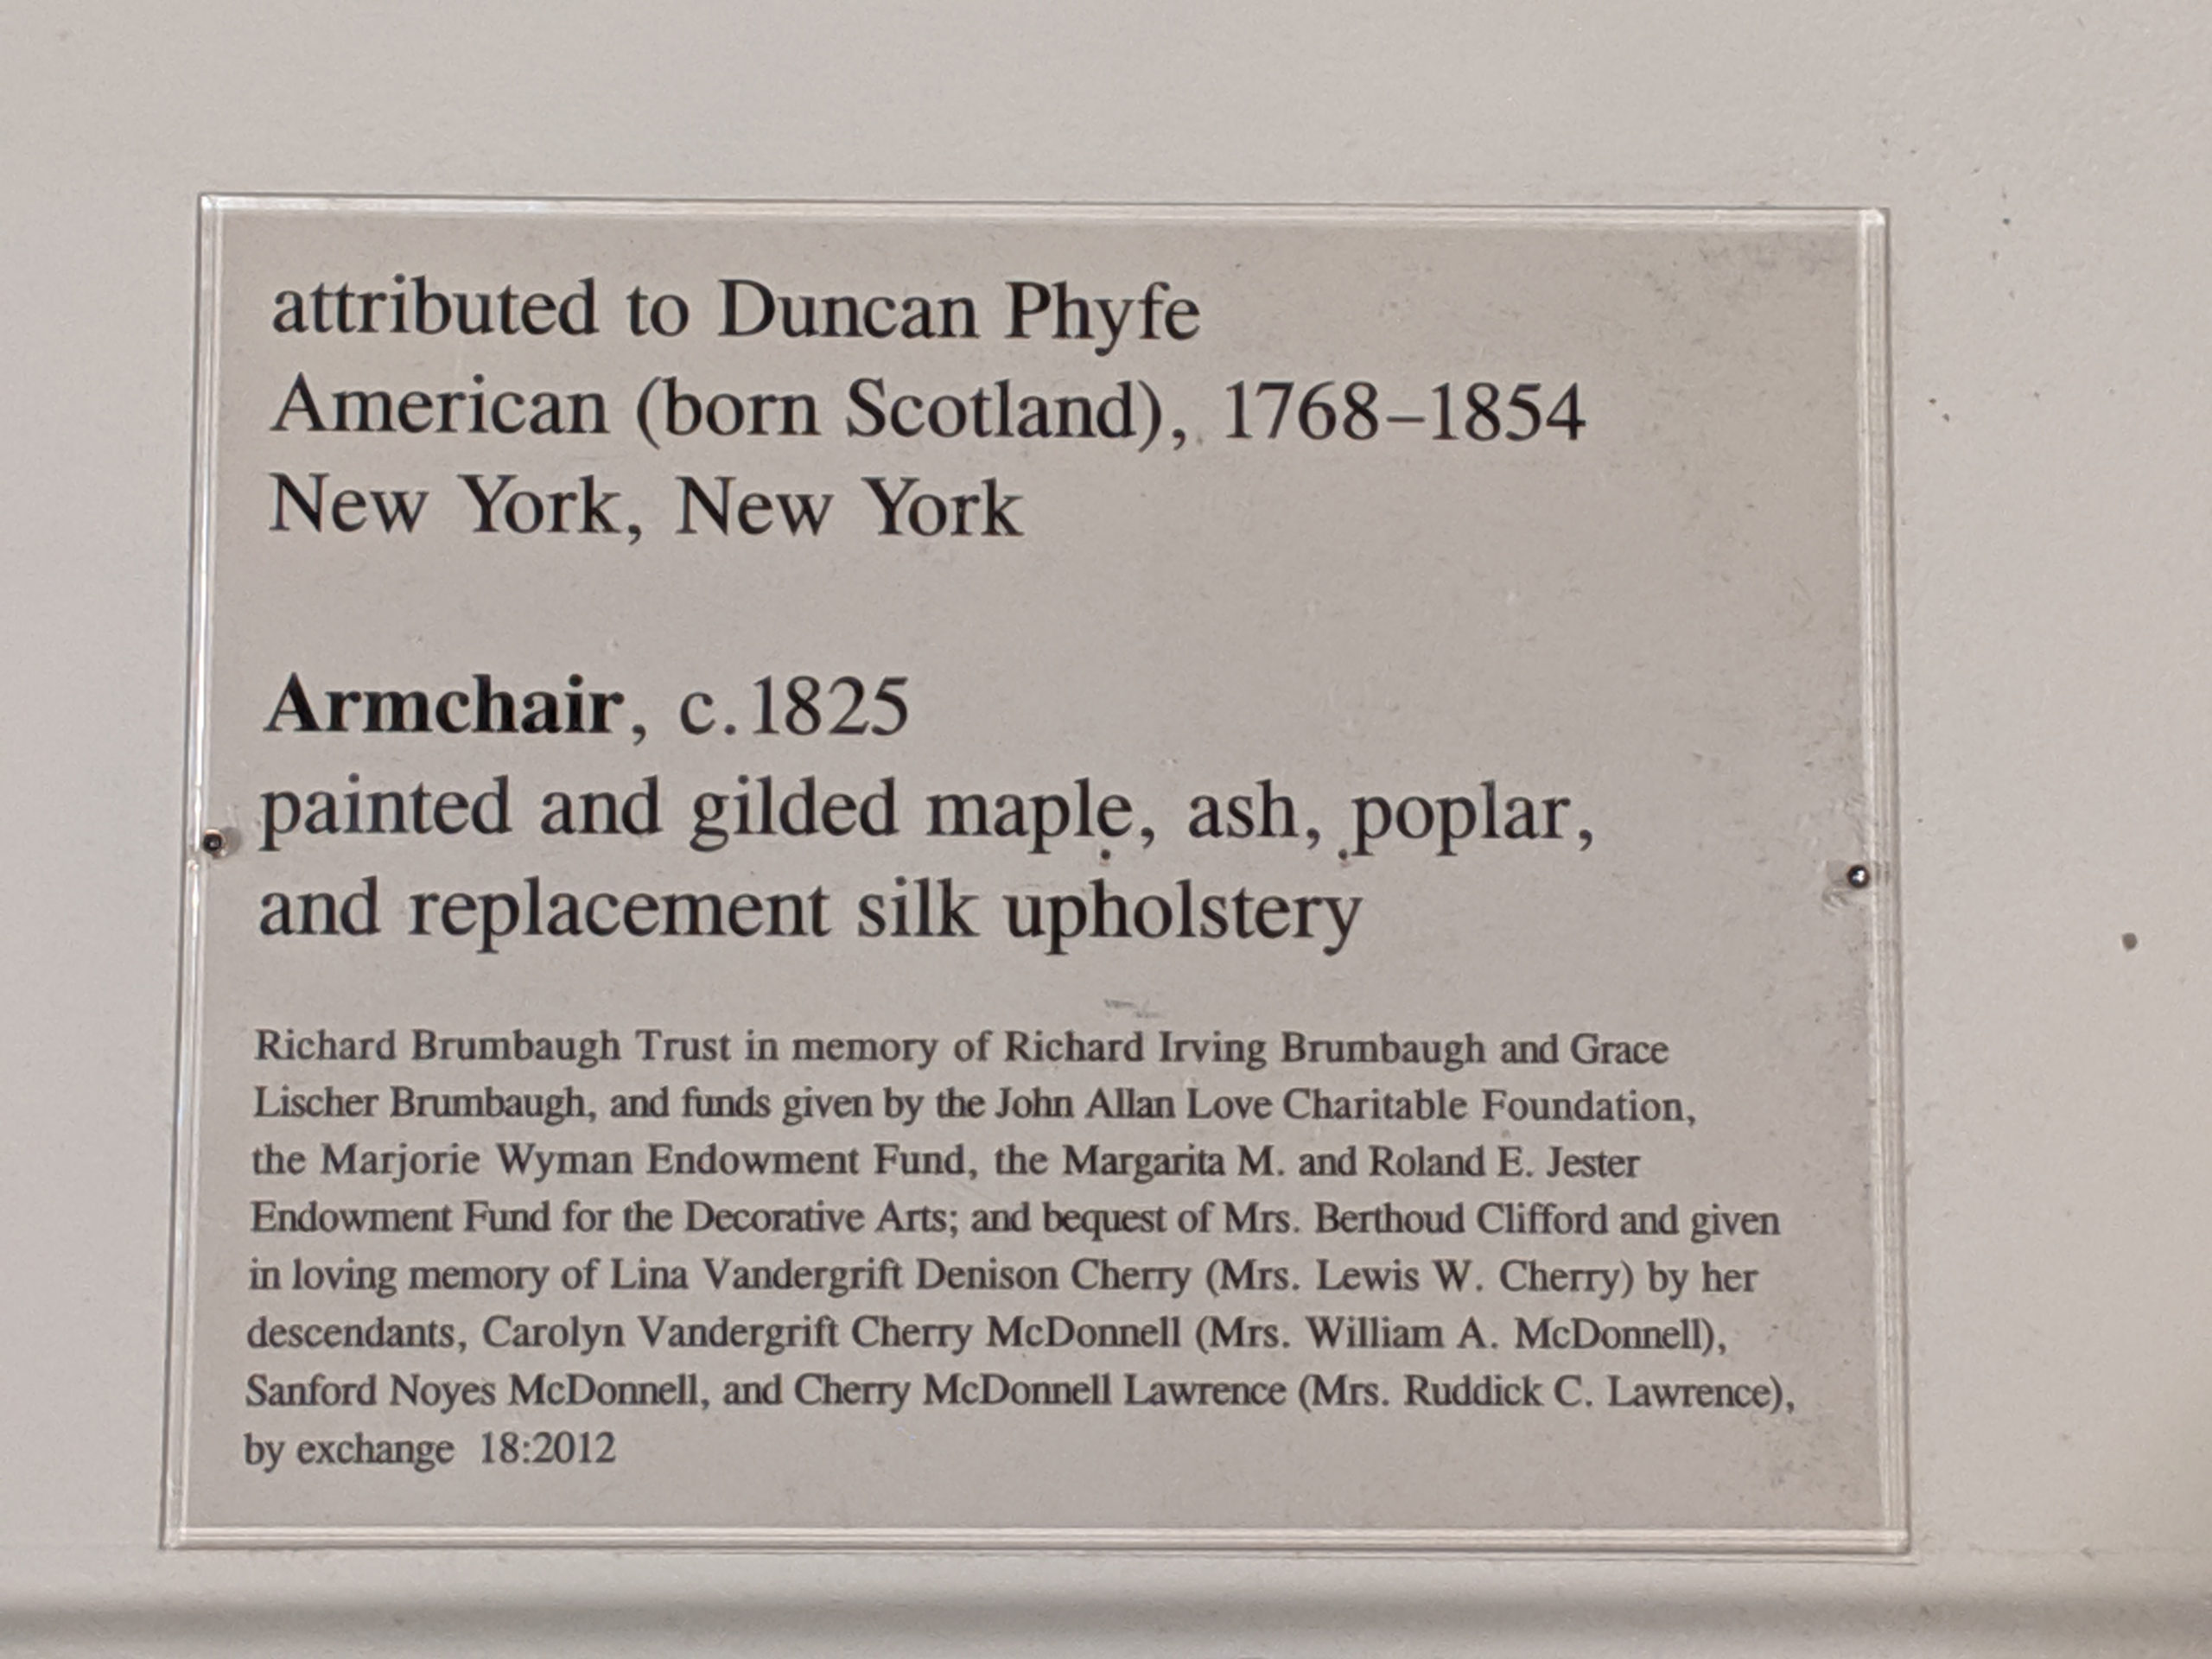 attributed to Duncan Phyfe
American (born Scotland), 1768–1854
New York, New York
Armchair, c.1825
painted and gilded maple, ash, poplar,
and replacement silk upholstery
Richard Brumbaugh Trust in memory of Richard Irving Brumbaugh and Grace
Lischer Brumbaugh, and funds given by the John Allan Love Charitable Foundation,
the Marjorie Wyman Endowment Fund, the Margarita M. and Roland E. Jester
Endowment Fund for the Decorative Arts; and bequest of Mrs. Berthoud Clifford and given
in loving memory of Lina Vandergrift Denison Cherry (Mrs. Lewis W. Cherry) by her
descendants, Carolyn Vandergrift Cherry McDonnell (Mrs. William A. McDonnell),
Sanford Noyes McDonnell, and Cherry McDonnell Lawrence (Mrs. Ruddick C. Lawrence),
by exchange 18:2012